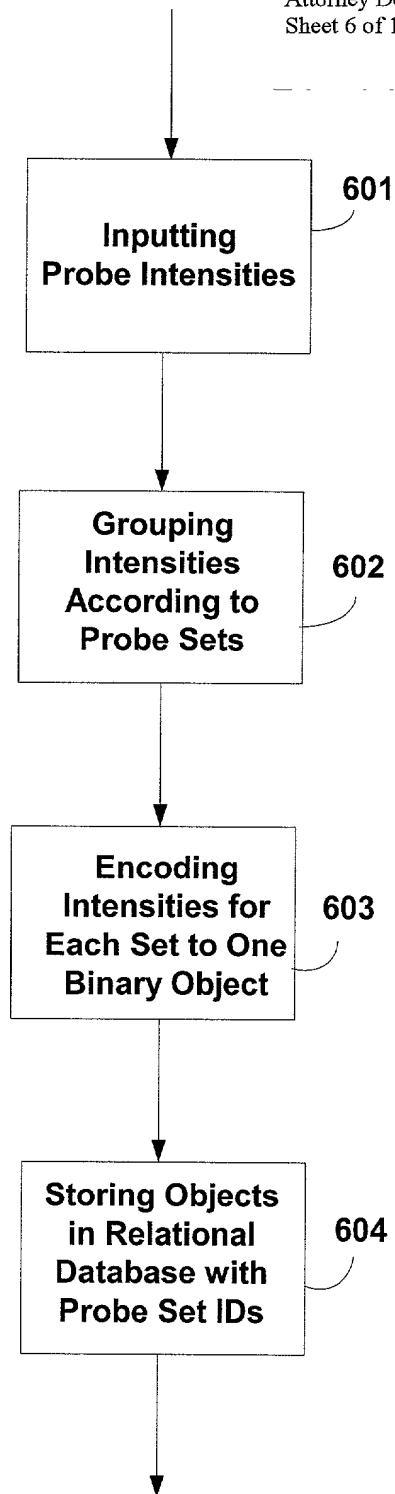 Attorney
Sheet 6 of
601
Inputting
Probe Intensities
Grouping
Intensities
According to
Probe Sets
602
Encoding
Intensities for
Each Set to One
Binary Object
603
Storing Objects
in Relational
Database with
Probe Set IDs
604